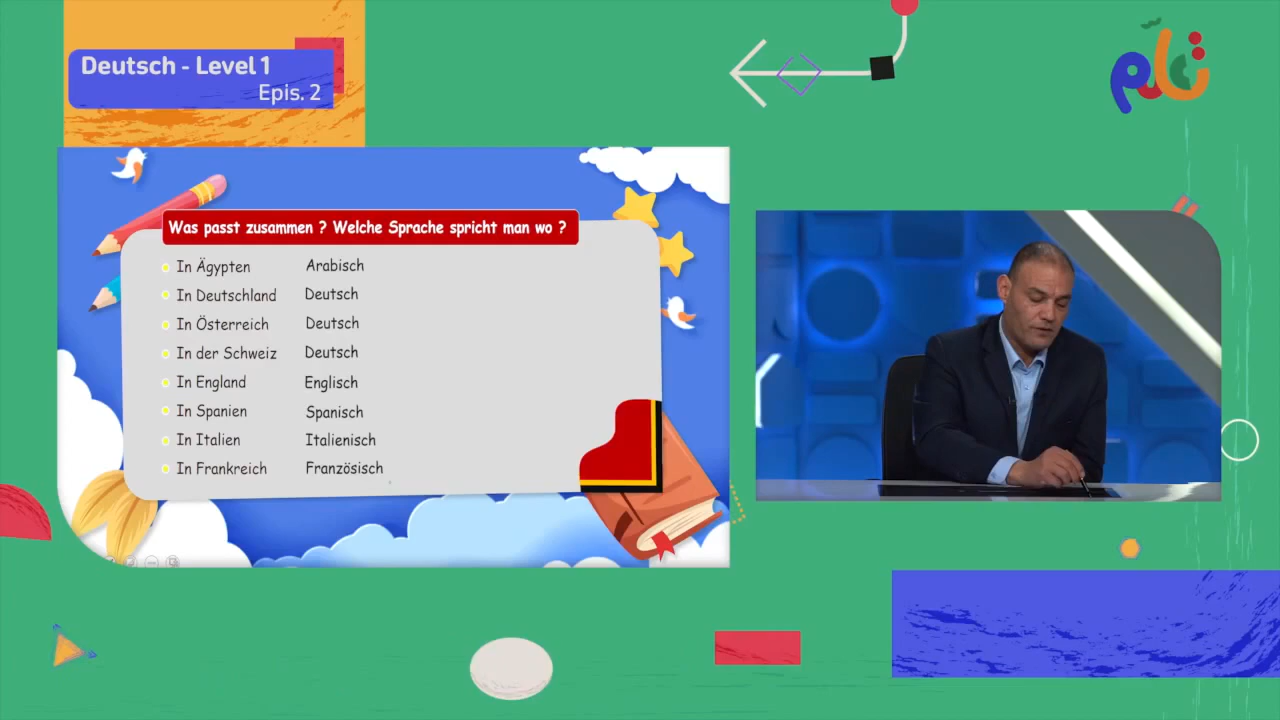 Deutsch - Level 1
Epis. 2
Was passt zusammen ? Welche Sprache spricht man wo ?
In Ägypten Arabisch
In Deutschland Deutsch
In Österreich Deutsch
In der Schweiz Deutsch
In England Englisch
In Spanien Spanisch
In Italien Italienisch
In Frankreich Französisch